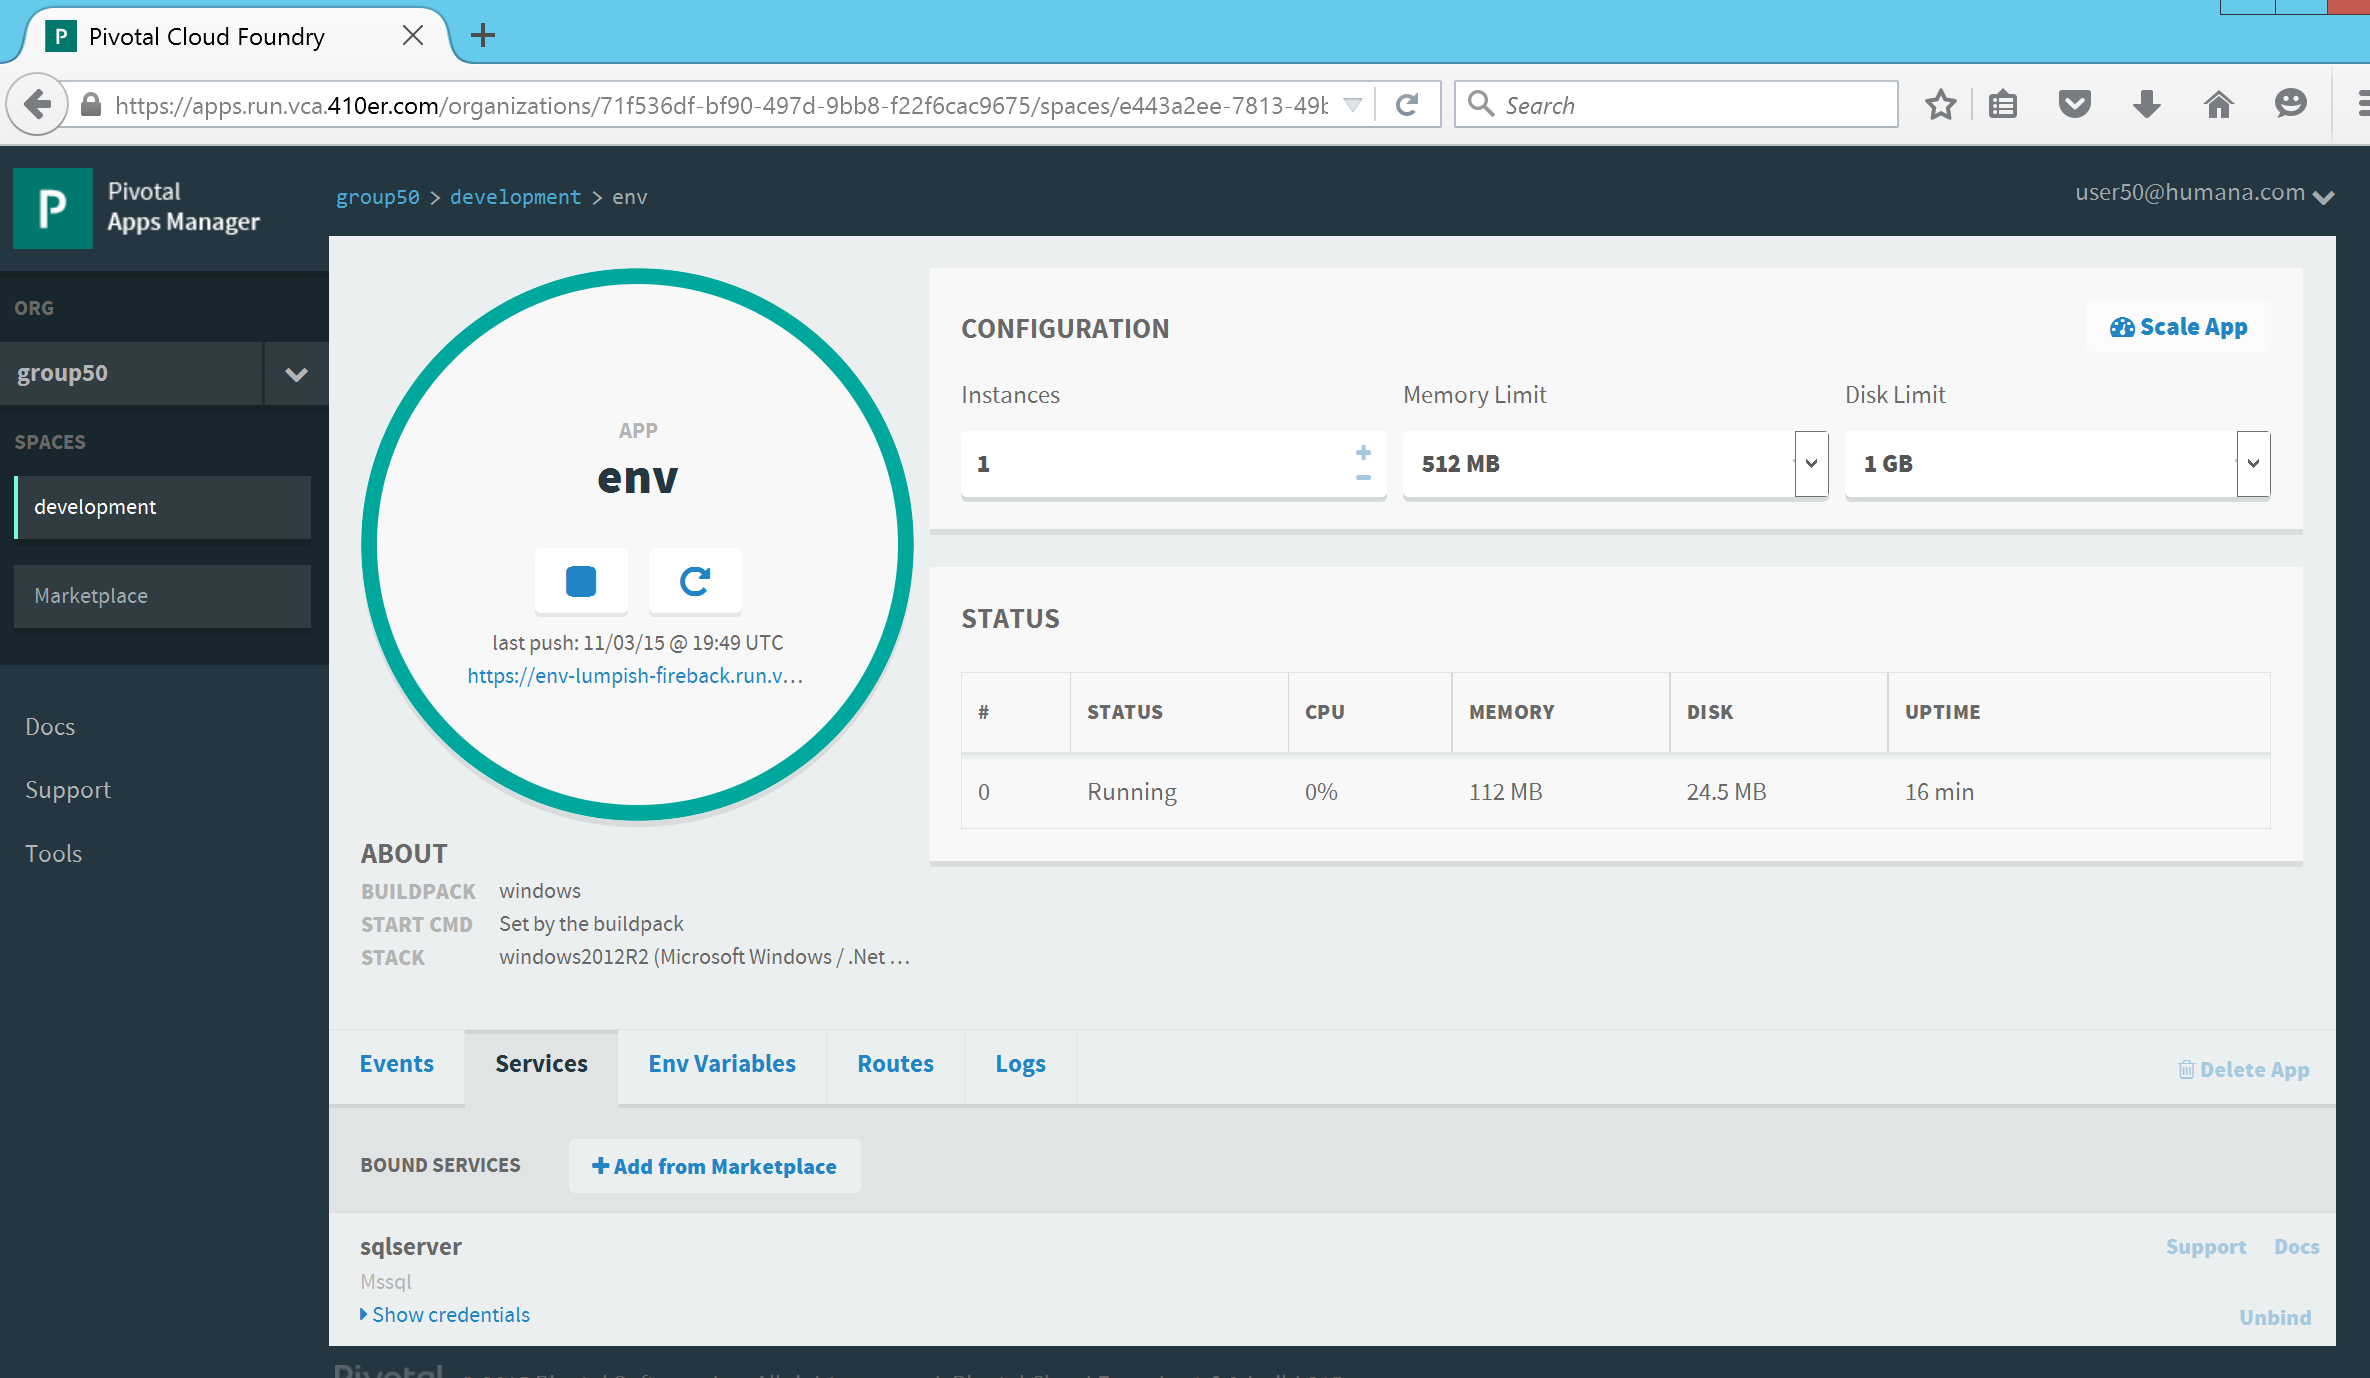 P Pivotal Cloud Foundry
https://apps.run.vca.410er.com/organizations/71f536df-bf90-497d-9bb8-f22f6cac9675/spaces/e443a2ee-7813-49b
Search
P Pivotal
Apps Manager
group50 > development > env
user50@humana.com
ORG
group50
SPACES
development
Marketplace
Docs
Support
Tools
APP
env
last push: 11/03/15 @ 19:49 UTC
https://env-lumpish-fireback.run.v...
ABOUT
BUILDPACK windows
START CMD Set by the buildpack
STACK windows2012R2 (Microsoft Windows / .Net ...
CONFIGURATION
Scale App
Instances Memory Limit Disk Limit
1 512 MB 1 GB
STATUS
# STATUS CPU MEMORY DISK UPTIME
0 Running 0% 112 MB 24.5 MB 16 min
Events Services Env Variables Routes Logs
Delete App
BOUND SERVICES
+ Add from Marketplace
sqlserver
Support Docs
Mssql
Show credentials
Unbind
Pivotal